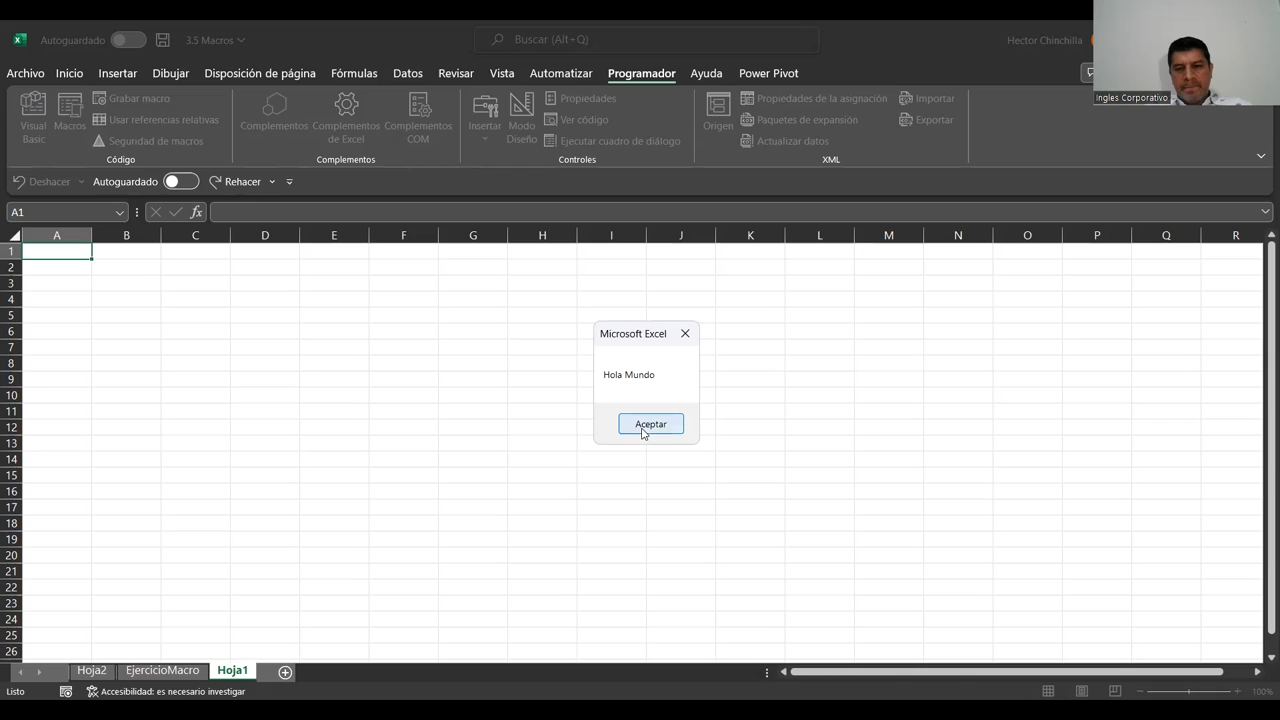 Autoguardado
3.5 Macros
Buscar (Alt+Q)
Hector Chinchilla
Ingles Corporativo
Archivo Inicio Insertar Dibujar Disposición de página Fórmulas Datos Revisar Vista Automatizar Programador Ayuda Power Pivot
Visual Basic
Macros
Grabar macro
Usar referencias relativas
Seguridad de macros
Código
Complementos
Complementos de Excel
Complementos COM
Complementos
Insertar
Modo Diseño
Propiedades
Ver código
Ejecutar cuadro de diálogo
Controles
Origen
Propiedades de la asignación
Paquetes de expansión
Actualizar datos
Importar
Exportar
XML
Deshacer Autoguardado Rehacer
A1 fx
A B C D E F G H I J K L M N O P Q R
1
2
3
4
5
6
7
8
9
10
11
12
13
14
15
16
17
18
19
20
21
22
23
24
25
26
Microsoft Excel
Hola Mundo
Aceptar
Hoja2 EjercicioMacro Hoja1
Listo Accesibilidad: es necesario investigar 100%